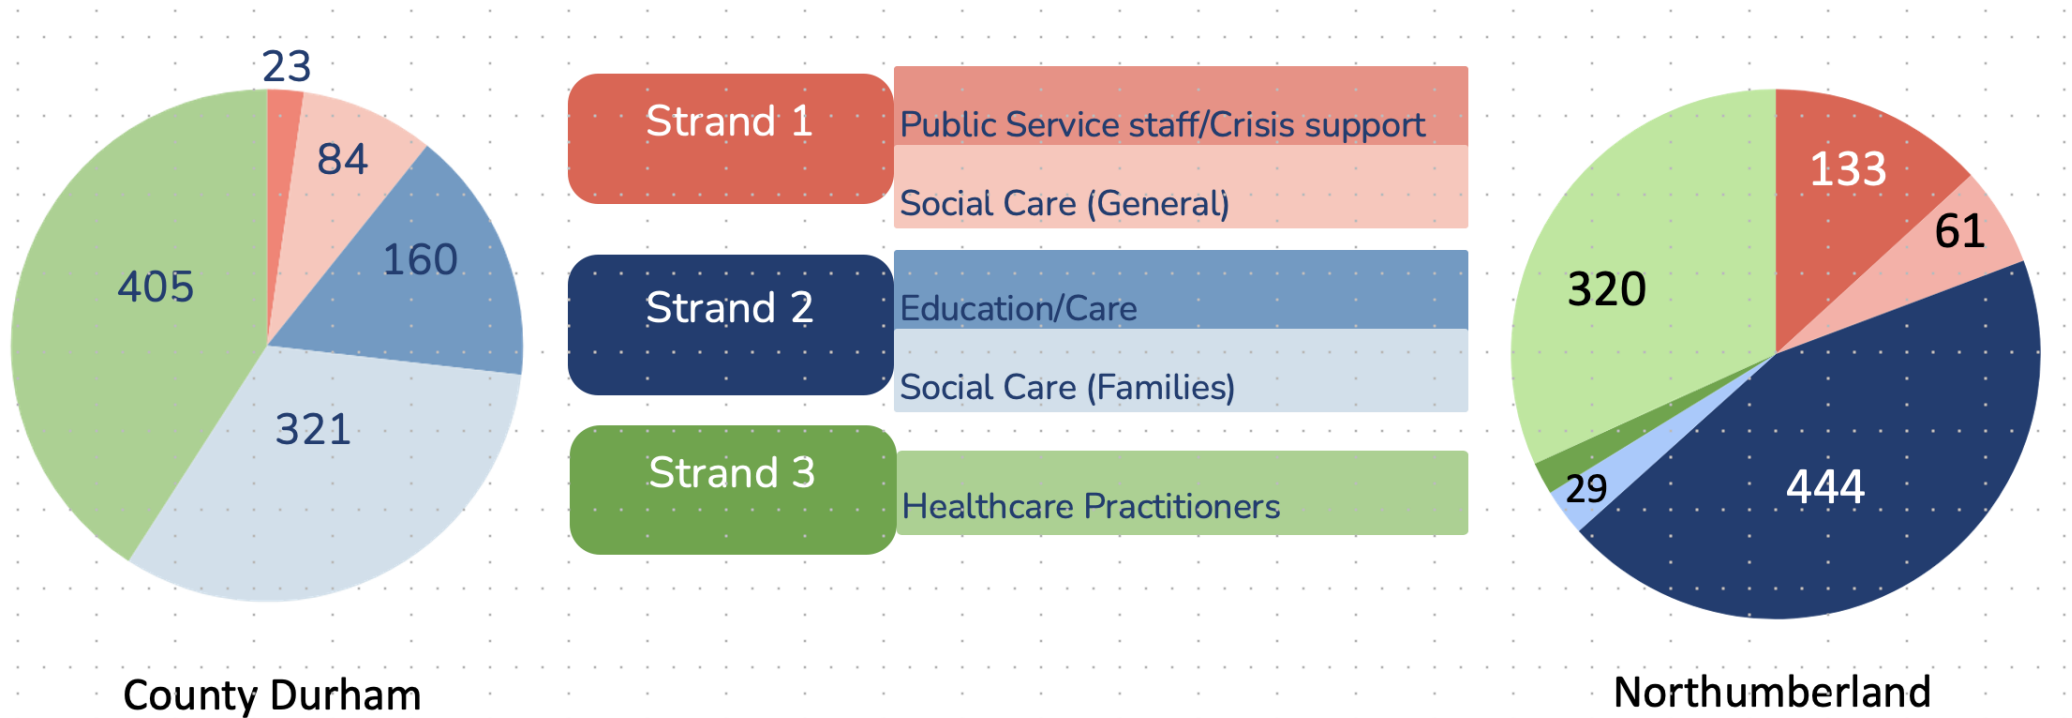 23
84
160
405
321
County Durham
Strand 1
Public Service staff/Crisis support
Social Care (General)
Strand 2
Education/Care
Social Care (Families)
Strand 3
Healthcare Practitioners
133
61
320
29
444
Northumberland